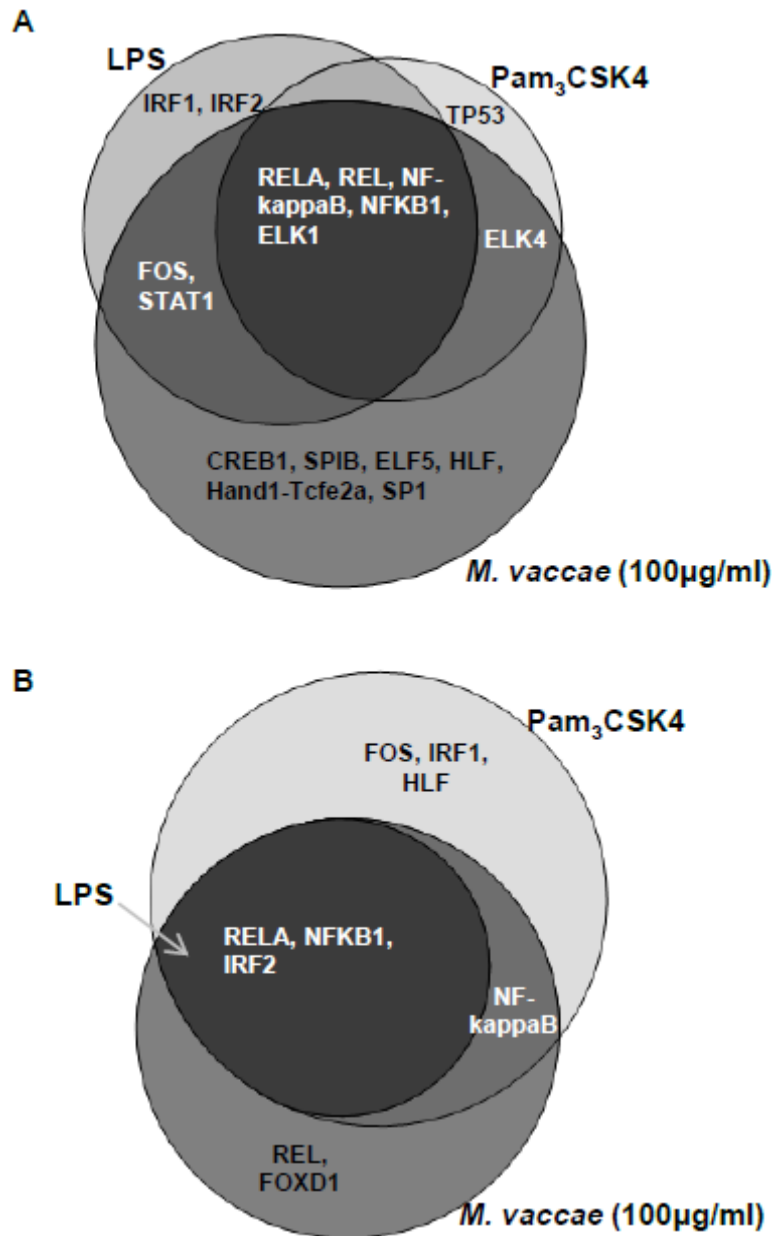 A
LPS
Pam₃CSK4
IRF1, IRF2
TP53
RELA, REL, NF-
kappaB, NFKB1,
ELK1
ELK4
FOS,
STAT1
CREB1, SPIB, ELF5, HLF,
Hand1-Tcfe2a, SP1
M. vaccae (100µg/ml)
B
Pam₃CSK4
FOS, IRF1,
HLF
LPS
RELA, NFKB1,
IRF2
NF-
kappaB
REL,
FOXD1
M. vaccae (100µg/ml)